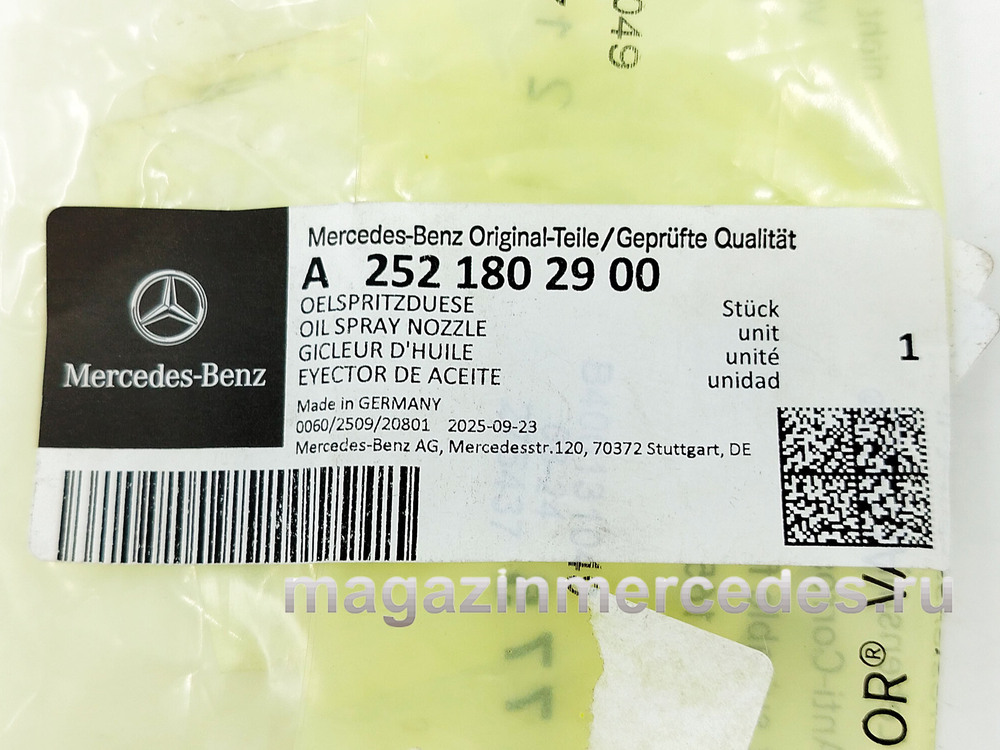 049
Mercedes-Benz Original-Teile/Geprüfte Qualität
A 252 180 29 00
OELSPRITZDUESE Stück
OIL SPRAY NOZZLE unit
GICLEUR D'HUILE unité
EYECTOR DE ACEITE unidad
1
Mercedes-Benz
Made in GERMANY
0060/2509/20801 2025-09-23
Mercedes-Benz AG, Mercedesstr.120, 70372 Stuttgart, DE
magazinmercedes.ru
OR®